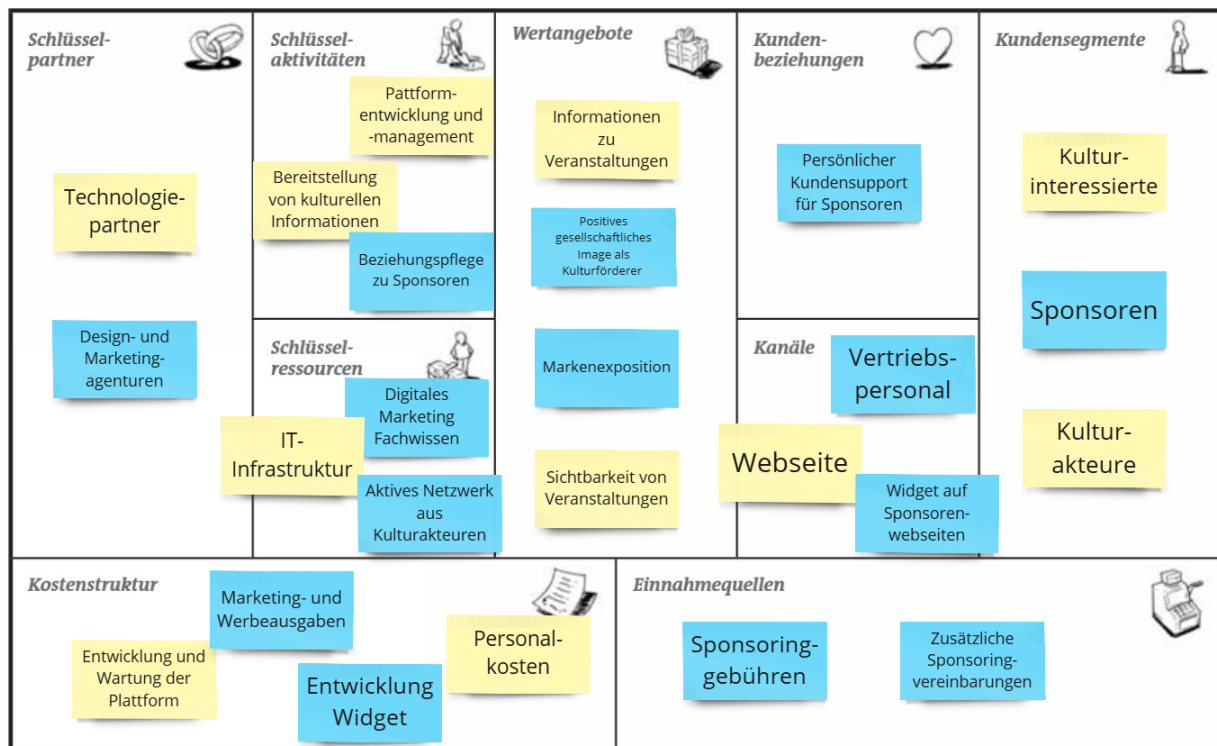 Schlüssel-
partner
Technologie-
partner
Design- und
Marketing-
agenturen
Schlüssel-
aktivitäten
Pattform-
entwicklung und
-management
Bereitstellung
von kulturellen
Informationen
Beziehungspflege
zu Sponsoren
Schlüssel-
ressourcen
Digitales
Marketing
Fachwissen
IT-
Infrastruktur
Aktives Netzwerk
aus
Kulturakteuren
Wertangebote
Informationen
zu
Veranstaltungen
Positives
gesellschaftliches
Image als
Kulturförderer
Markenexposition
Sichtbarkeit von
Veranstaltungen
Kunden-
beziehungen
Persönlicher
Kundensupport
für Sponsoren
Kanäle
Vertriebs-
personal
Webseite
Widget auf
Sponsoren-
webseiten
Kundensegmente
Kultur-
interessierte
Sponsoren
Kultur-
akteure
Kostenstruktur
Marketing- und
Werbeausgaben
Entwicklung und
Wartung der
Plattform
Entwicklung
Widget
Personal-
kosten
Einnahmequellen
Sponsoring-
gebühren
Zusätzliche
Sponsoring-
vereinbarungen